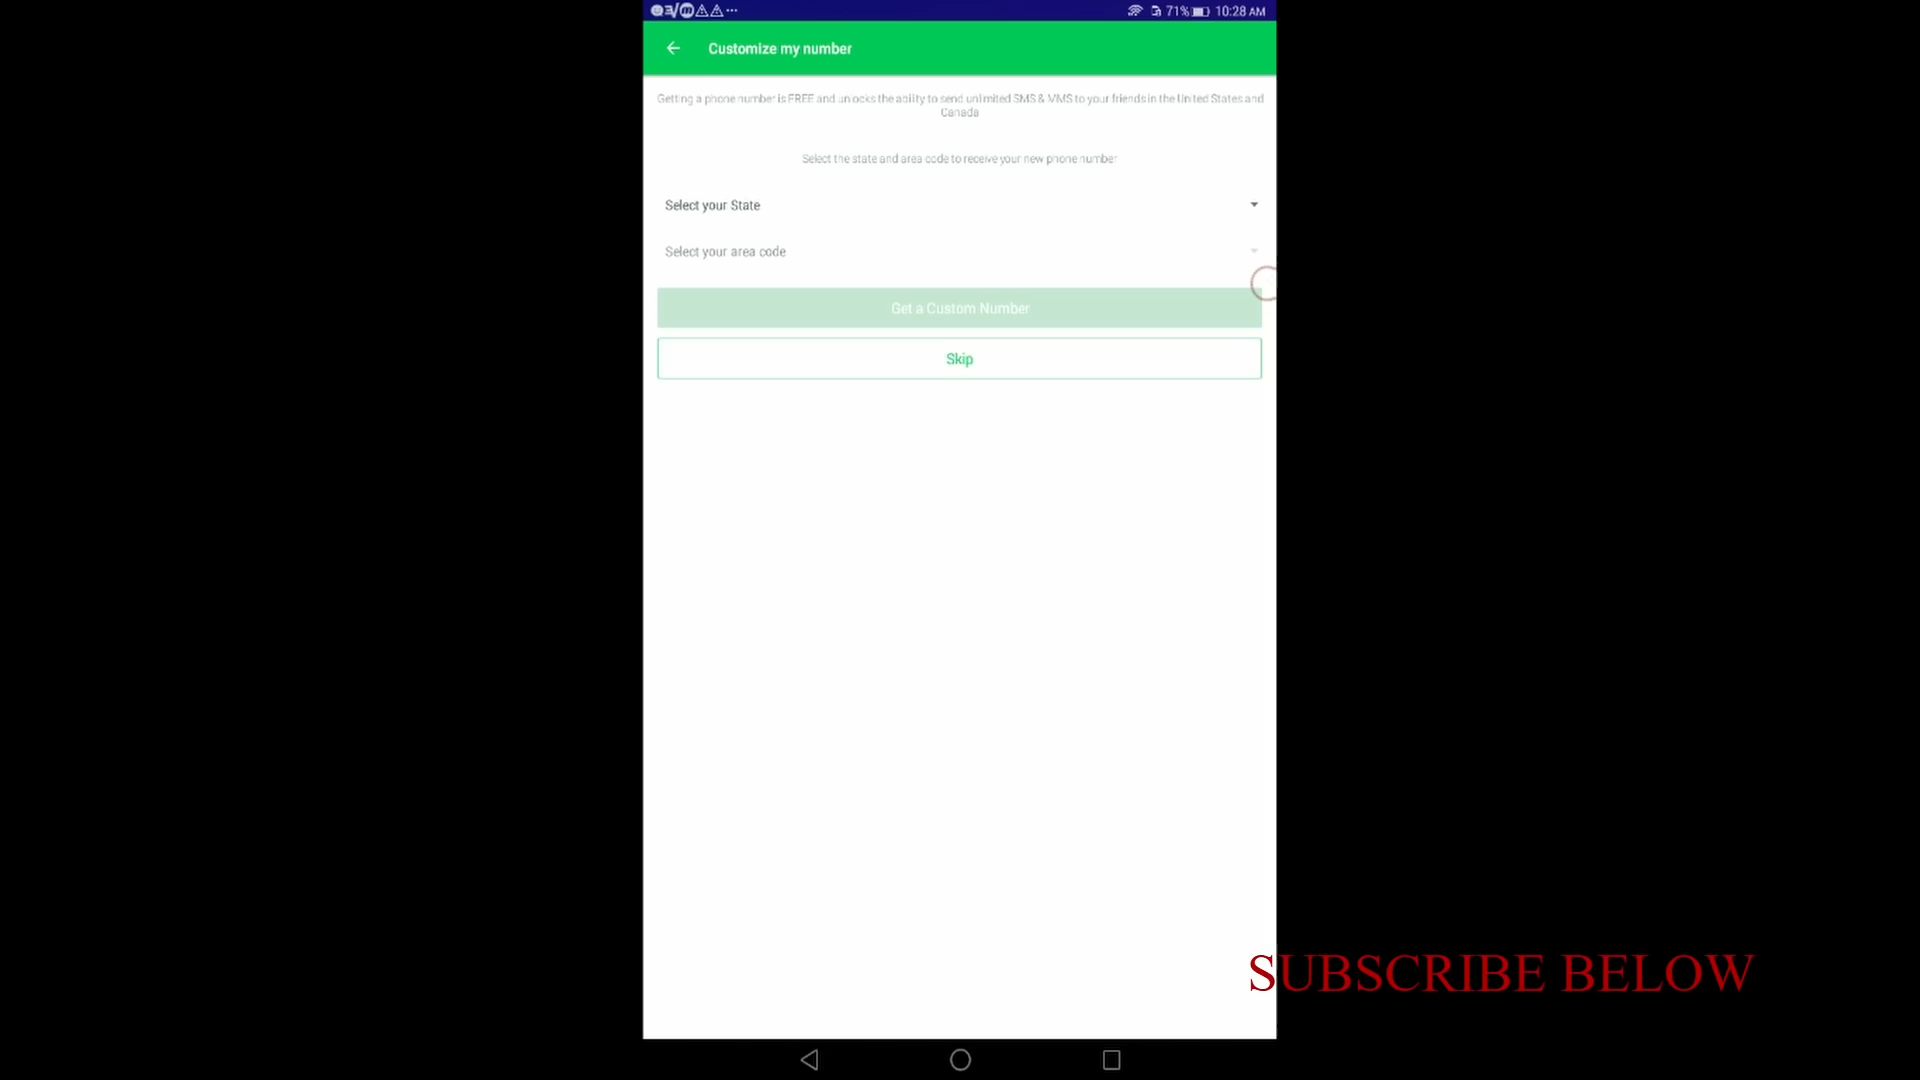 71% 10:28 AM
Customize my number
Getting a phone number is FREE and unlocks the ability to send unlimited SMS & MMS to your friends in the United States and
Canada
Select the state and area code to receive your new phone number
Select your State
Select your area code
Get a Custom Number
Skip
SUBSCRIBE BELOW